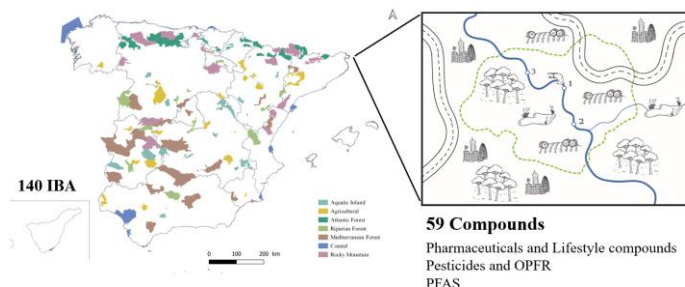 A
3
1
2
140 IBA
Aquatic Inland
Agricultural
Atlantic Forest
Riparian Forest
Mediterranean Forest
Coastal
Rocky Mountain
0 100 200 km
59 Compounds
Pharmaceuticals and Lifestyle compounds
Pesticides and OPFR
PFAS